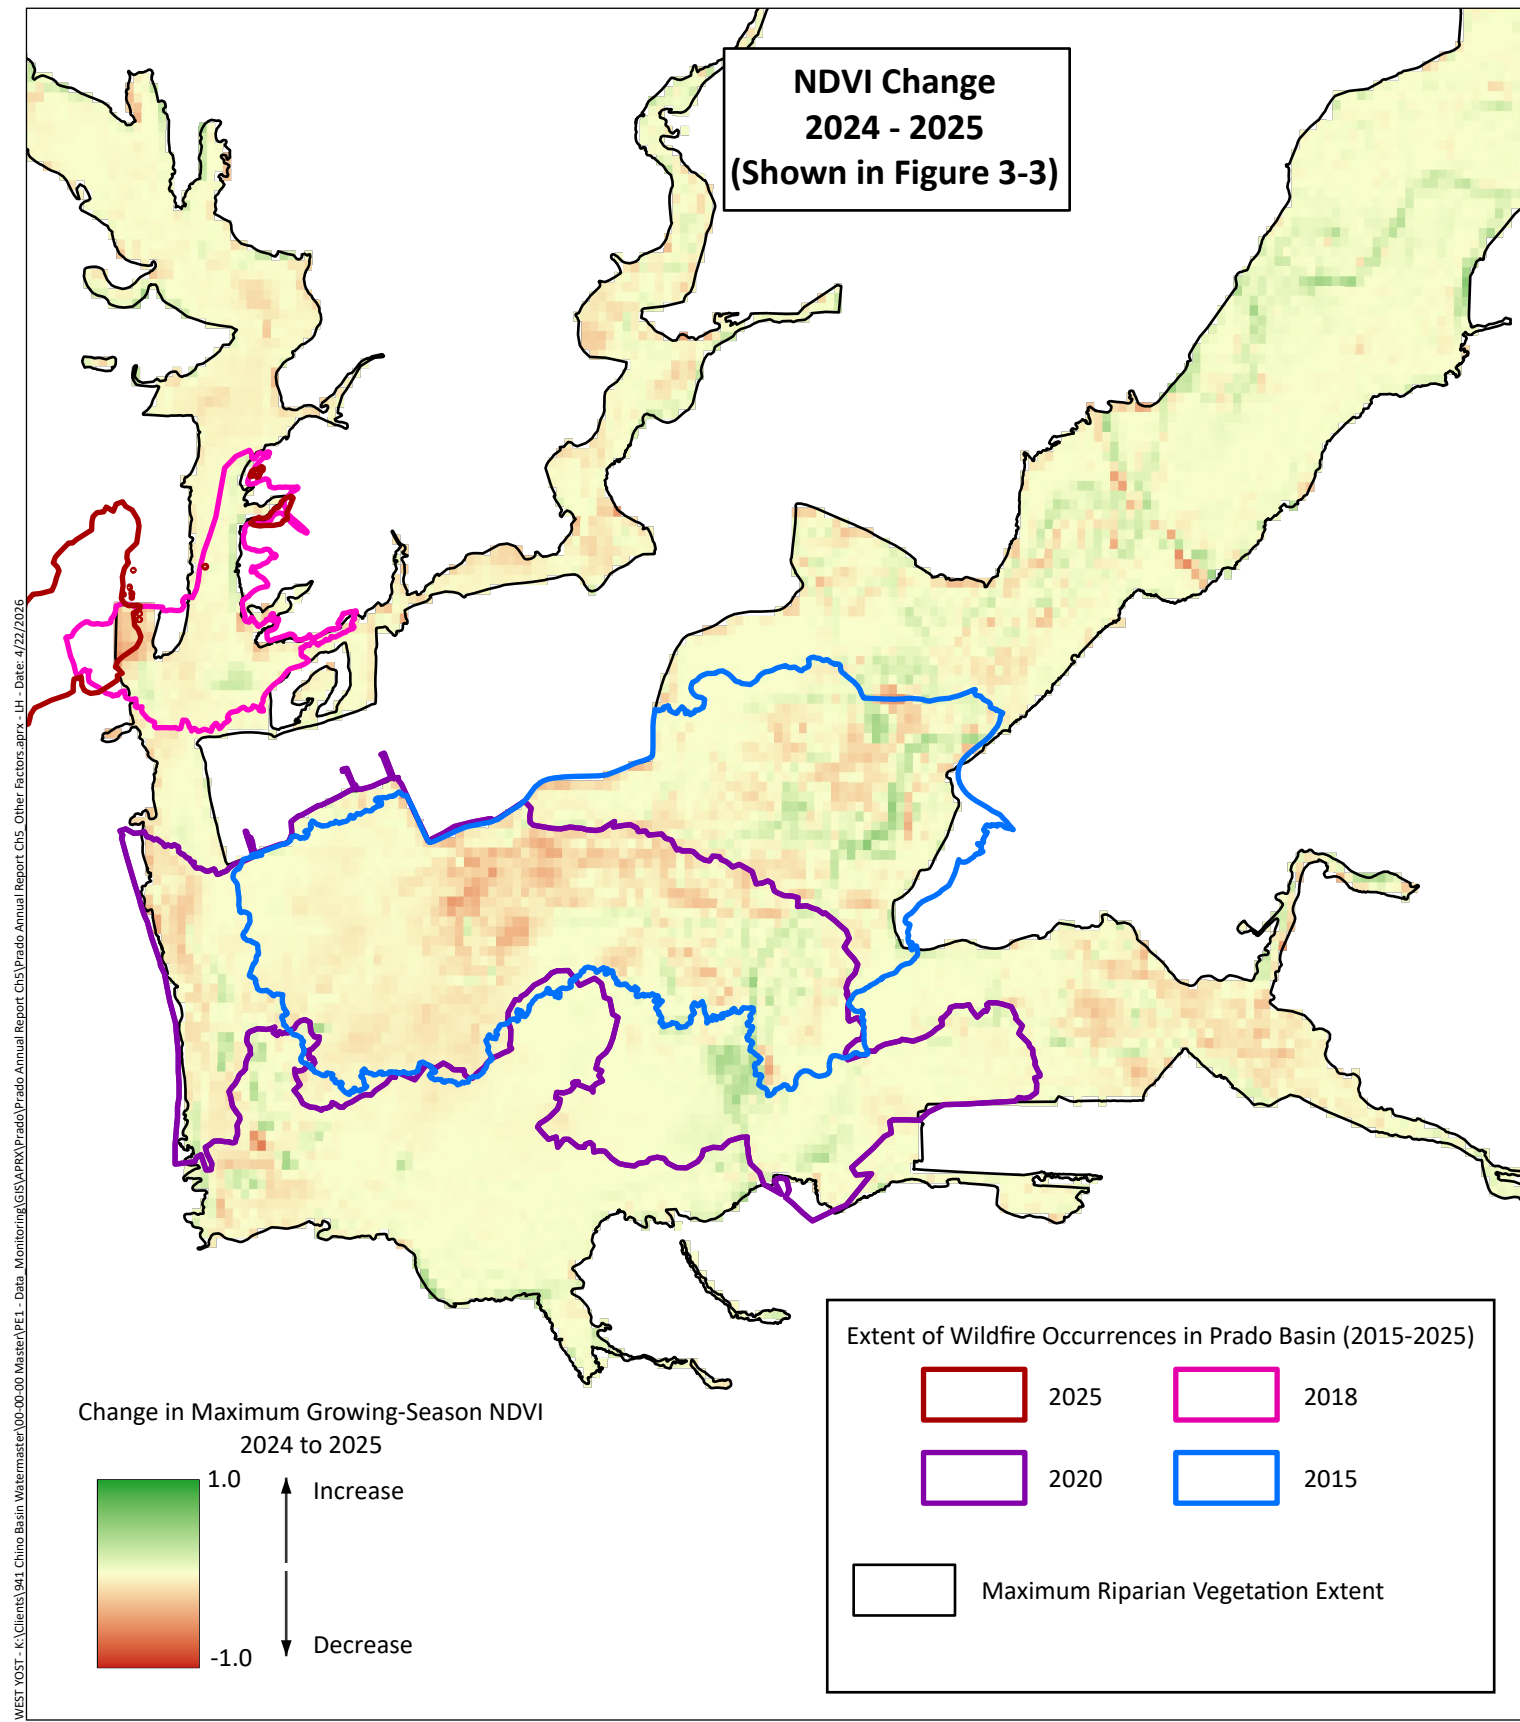 NDVI Change
2024 - 2025
(Shown in Figure 3-3)
WEST YOST - K:\Clients\941 Chino Basin Watermaster\00-00-00 Master\PE1 - Data_Monitoring\GIS\APRX\Prado\Prado Annual Report Ch5\Prado Annual Report Ch5_Other Factors.aprx - LH - Date: 4/22/2026
Extent of Wildfire Occurrences in Prado Basin (2015-2025)
2025
2018
2020
2015
Maximum Riparian Vegetation Extent
Change in Maximum Growing-Season NDVI
2024 to 2025
1.0
Increase
Decrease
-1.0